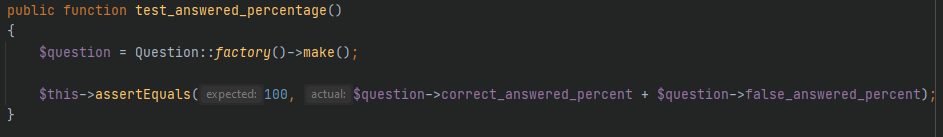 public function test_answered_percentage()
{
    $question = Question::factory()->make();
    $this->assertEquals( expected: 100, actual: $question->correct_answered_percent + $question->false_answered_percent);
}